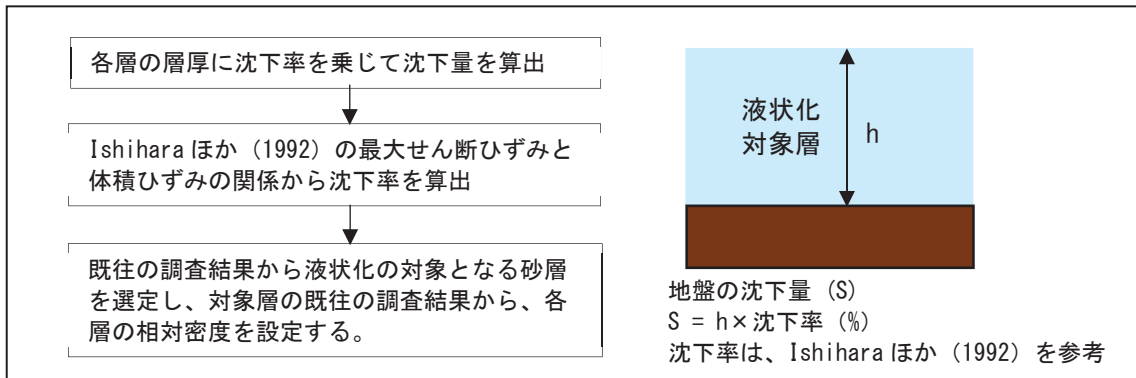 各層の層厚に沈下率を乗じて沈下量を算出
Ishihara ほか（1992）の最大せん断ひずみと
体積ひずみの関係から沈下率を算出
既往の調査結果から液状化の対象となる砂層
を選定し、対象層の既往の調査結果から、各
層の相対密度を設定する。
液状化
対象層
h
地盤の沈下量（S）
S = h×沈下率（%）
沈下率は、Ishihara ほか（1992）を参考